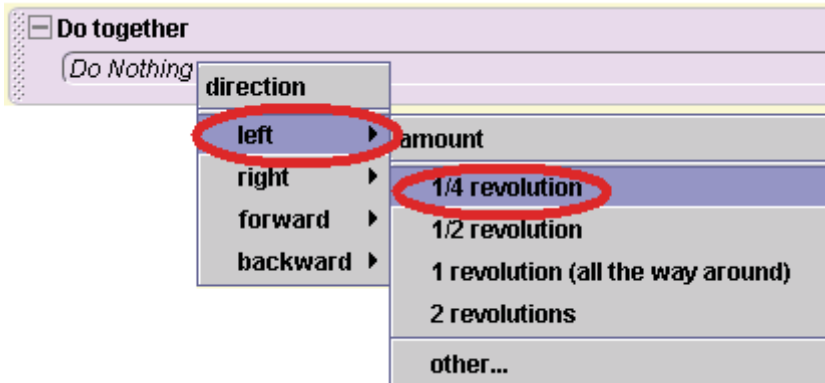 Do together
Do Nothing
direction
left
right
forward
backward
amount
1/4 revolution
1/2 revolution
1 revolution (all the way around)
2 revolutions
other...